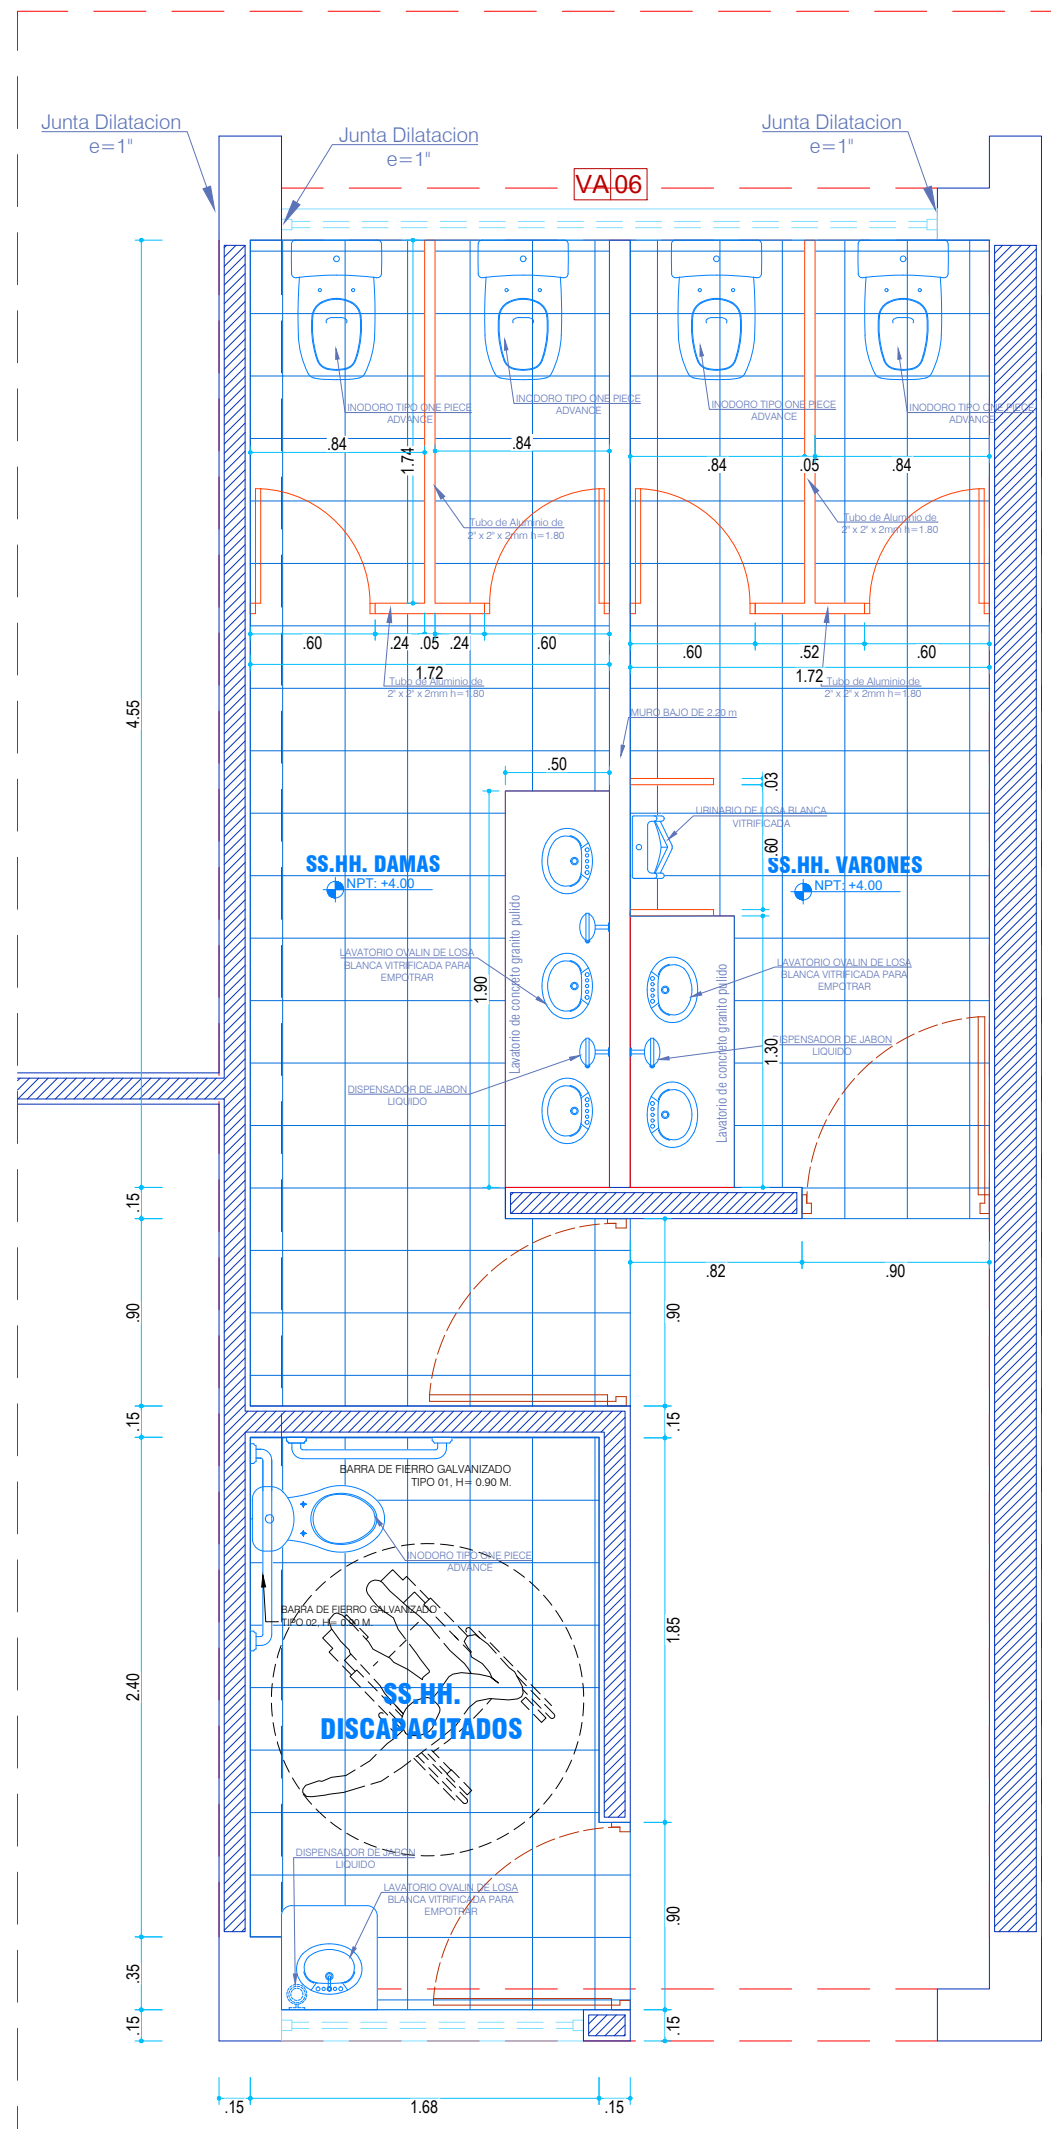 Junta Dilatacion
e=1"
Junta Dilatacion
e=1"
Junta Dilatacion
e=1"
VA 06
INODORO TIPO ONE PIECE
ADVANCE
INODORO TIPO ONE PIECE
ADVANCE
INODORO TIPO ONE PIECE
ADVANCE
INODORO TIPO ONE PIECE
ADVANCE
.84
1.74
.84
.84
.05
.84
Tubo de Aluminio de
2" x 2" x 2mm h=1.80
Tubo de Aluminio de
2" x 2" x 2mm h=1.80
.60
.24
.05
.24
.60
1.72
.60
.52
.60
1.72
Tubo de Aluminio de
2" x 2" x 2mm h=1.80
Tubo de Aluminio de
2" x 2" x 2mm h=1.80
4.55
MURO BAJO DE 2.20 m
.50
.03
URINARIO DE LOSA BLANCA
VITRIFICADA
.60
SS.HH. DAMAS
NPT: +4.00
SS.HH. VARONES
NPT: +4.00
Lavatorio de concreto granito pulido
1.90
LAVATORIO OVALIN DE LOSA
BLANCA VITRIFICADA PARA
EMPOTRAR
LAVATORIO OVALIN DE LOSA
BLANCA VITRIFICADA PARA
EMPOTRAR
Lavatorio de concreto granito pulido
1.30
DISPENSADOR DE JABON
LIQUIDO
DISPENSADOR DE JABON
LIQUIDO
.15
.82
.90
.90
.90
.15
.15
BARRA DE FIERRO GALVANIZADO
TIPO 01, H= 0.90 M.
INODORO TIPO ONE PIECE
ADVANCE
BARRA DE FIERRO GALVANIZADO
TIPO 02, H= 0.90 M.
1.85
2.40
SS.HH.
DISCAPACITADOS
DISPENSADOR DE JABON
LIQUIDO
LAVATORIO OVALIN DE LOSA
BLANCA VITRIFICADA PARA
EMPOTRAR
.90
.35
.15
.15
.15
1.68
.15